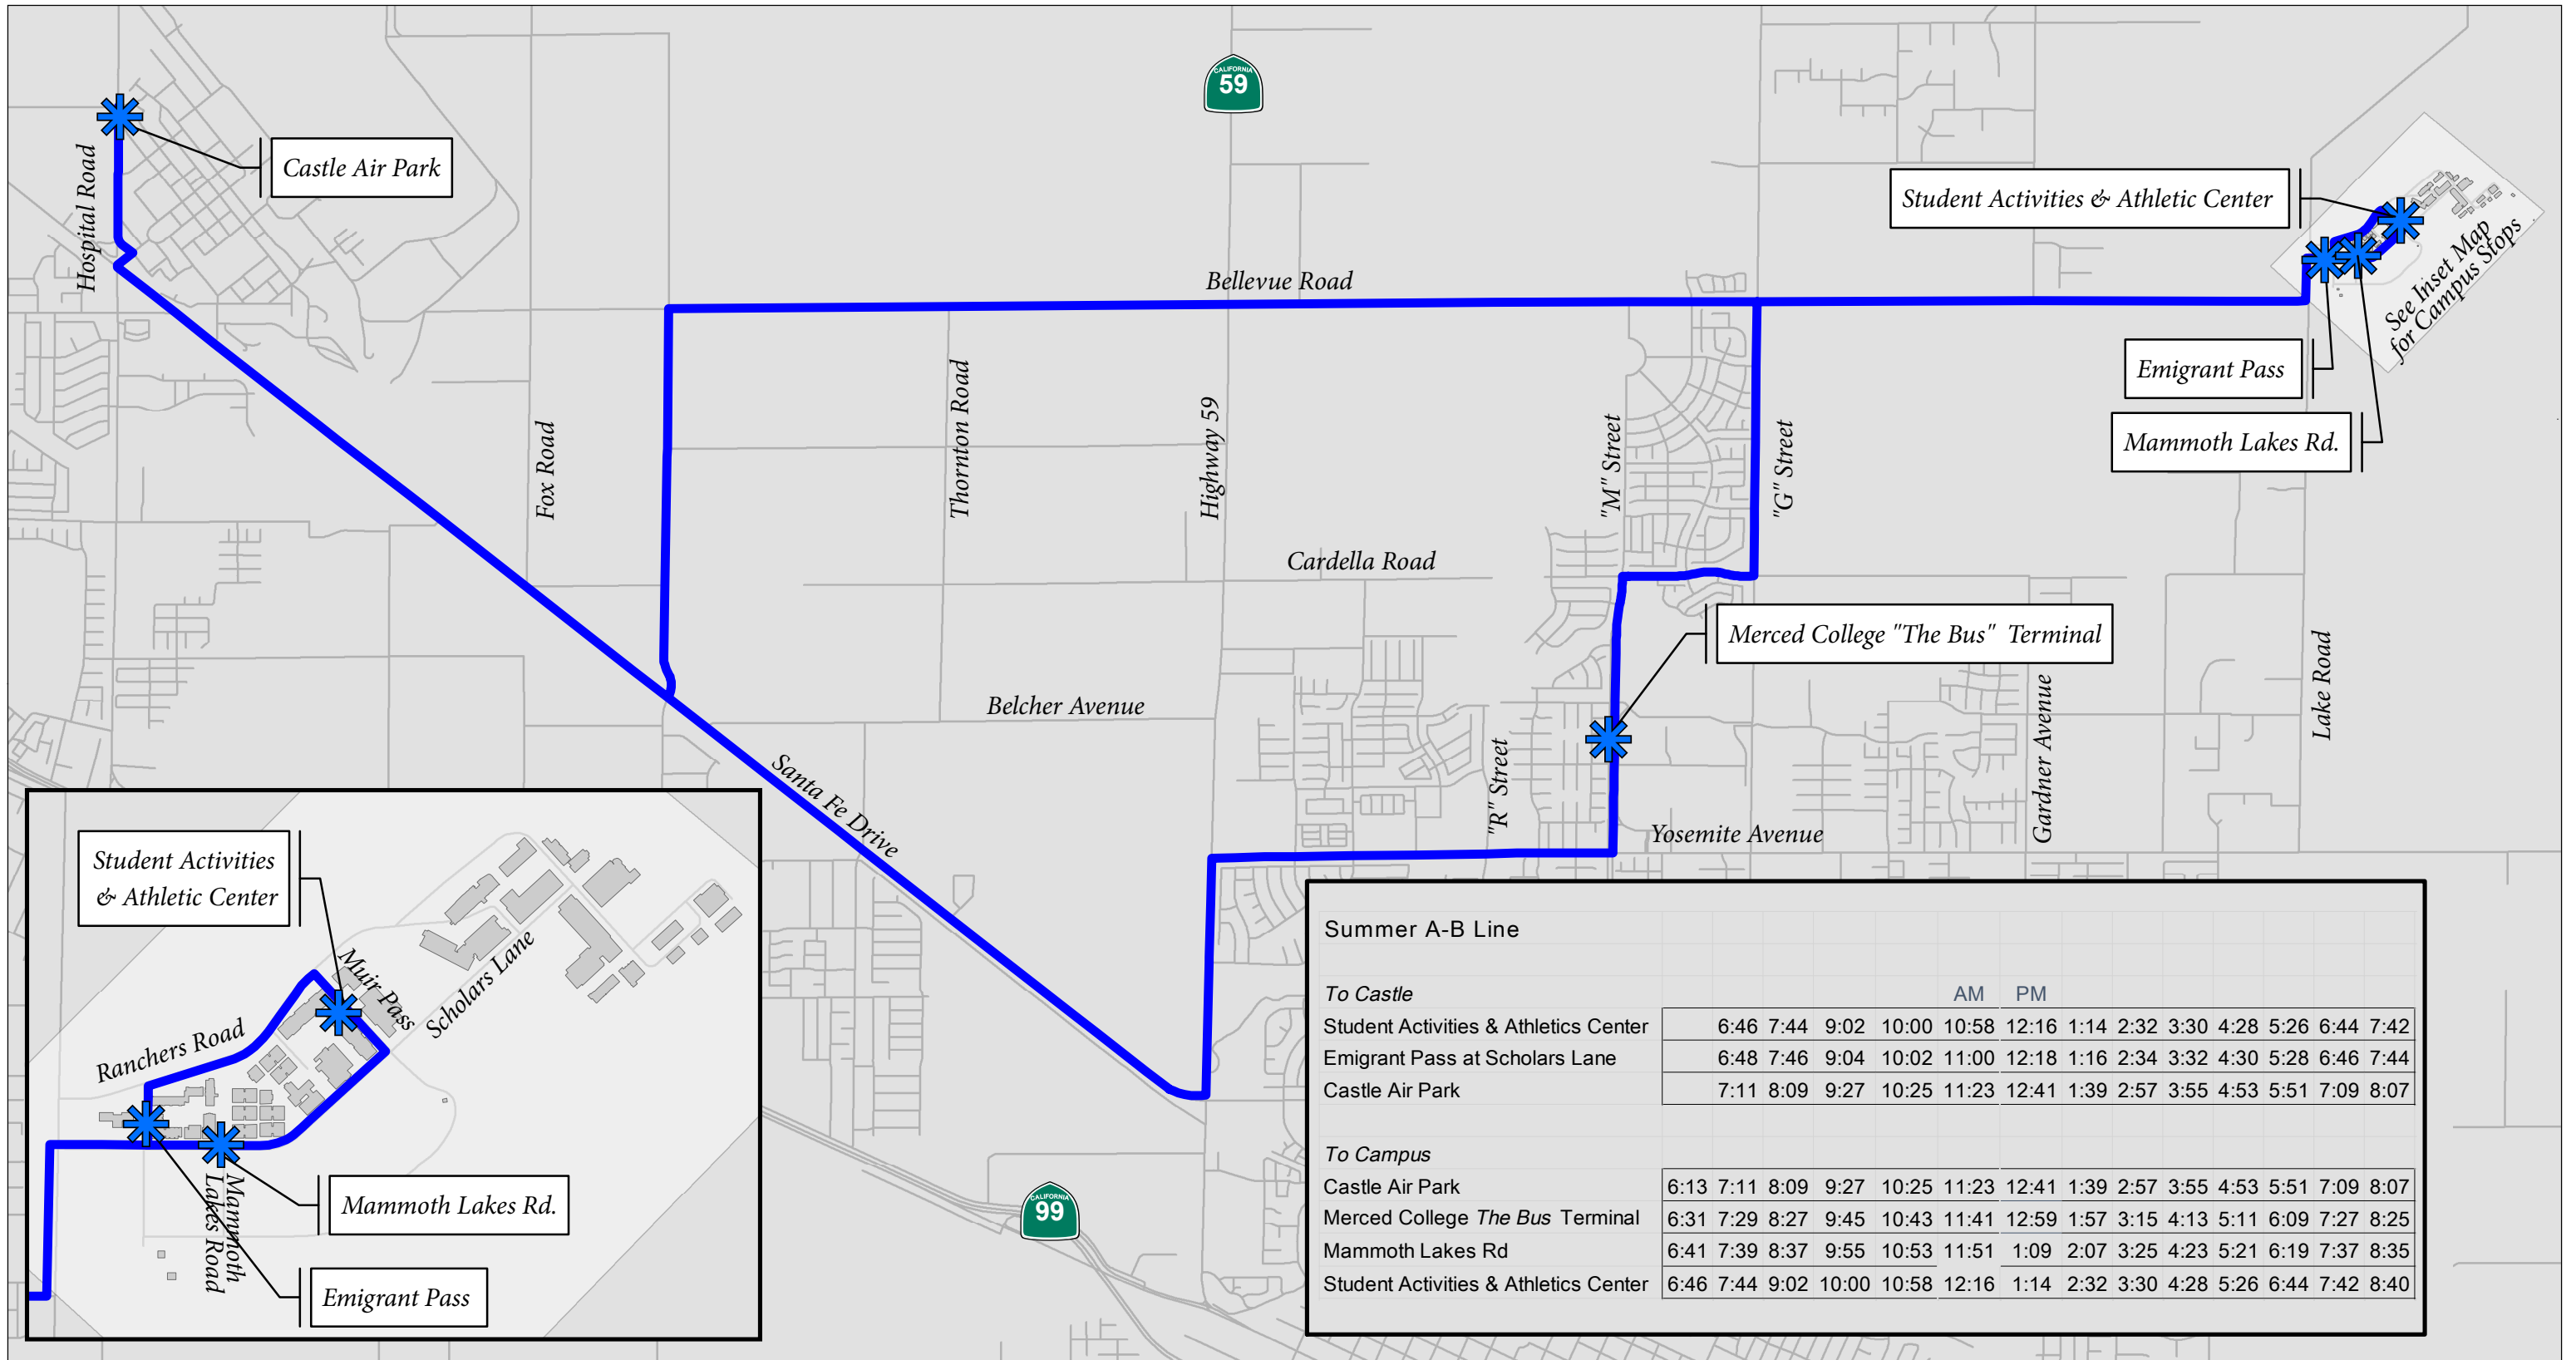 CALIFORNIA
59
Castle Air Park
Hospital Road
Student Activities & Athletic Center
See Inset Map
for Campus Stops
Bellevue Road
Emigrant Pass
Mammoth Lakes Rd.
Fox Road
Thornton Road
Highway 59
"M" Street
"G" Street
Cardella Road
Merced College "The Bus" Terminal
Belcher Avenue
Santa Fe Drive
"R" Street
Gardner Avenue
Lake Road
Yosemite Avenue
Student Activities
& Athletic Center
Muir Pass
Scholars Lane
Ranchers Road
Mammoth
Lakes Road
Mammoth Lakes Rd.
Emigrant Pass
CALIFORNIA
99
Summer A-B Line
To Castle AM PM
Student Activities & Athletics Center 6:46 7:44 9:02 10:00 10:58 12:16 1:14 2:32 3:30 4:28 5:26 6:44 7:42
Emigrant Pass at Scholars Lane 6:48 7:46 9:04 10:02 11:00 12:18 1:16 2:34 3:32 4:30 5:28 6:46 7:44
Castle Air Park 7:11 8:09 9:27 10:25 11:23 12:41 1:39 2:57 3:55 4:53 5:51 7:09 8:07
To Campus
Castle Air Park 6:13 7:11 8:09 9:27 10:25 11:23 12:41 1:39 2:57 3:55 4:53 5:51 7:09 8:07
Merced College The Bus Terminal 6:31 7:29 8:27 9:45 10:43 11:41 12:59 1:57 3:15 4:13 5:11 6:09 7:27 8:25
Mammoth Lakes Rd 6:41 7:39 8:37 9:55 10:53 11:51 1:09 2:07 3:25 4:23 5:21 6:19 7:37 8:35
Student Activities & Athletics Center 6:46 7:44 9:02 10:00 10:58 12:16 1:14 2:32 3:30 4:28 5:26 6:44 7:42 8:40